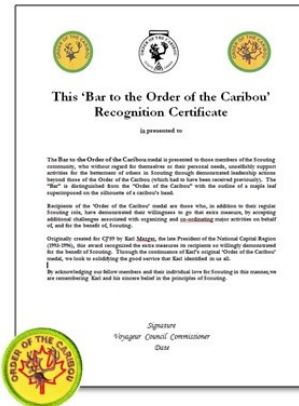 ORDER OF THE CARIBOU
ORDER OF THE CARIBOU
ORDER OF THE CARIBOU
This ‘Bar to the Order of the Caribou’
Recognition Certificate
is presented to
The Bar to the Order of the Caribou medal is presented to those members of the Scouting
community, who without regard for themselves or their personal needs, unselfishly support
activities for the betterment of others in Scouting through demonstrated leadership actions
beyond those of the Order of the Caribou (which had to have been received previously). The
"Bar" is distinguished from the "Order of the Caribou" with the outline of a maple leaf
superimposed on the silhouette of a caribou's head.
Recipients of the 'Order of the Caribou' medal are those who, in addition to their regular
Scouting role, have demonstrated their willingness to go that extra measure, by accepting
additional challenges associated with organizing and co-ordinating major activities on behalf
of, and for the benefit of, Scouting.
Originally created for CJ'89 by Karl Menger, the late President of the National Capital Region
this award recognized the extra measures its recipients so willingly demonstrated
for the benefit of Scouting. Through the continuation of Karl's original 'Order of the Caribou'
medal, we look to solidifying the good service that Karl identified in us all.
By acknowledging our fellow members and their individual love for Scouting in this manner, we
are remembering Karl and his sincere belief in the principles of Scouting.
Signature
Voyageur Council Commissioner
Date
ORDER OF THE CARIBOU